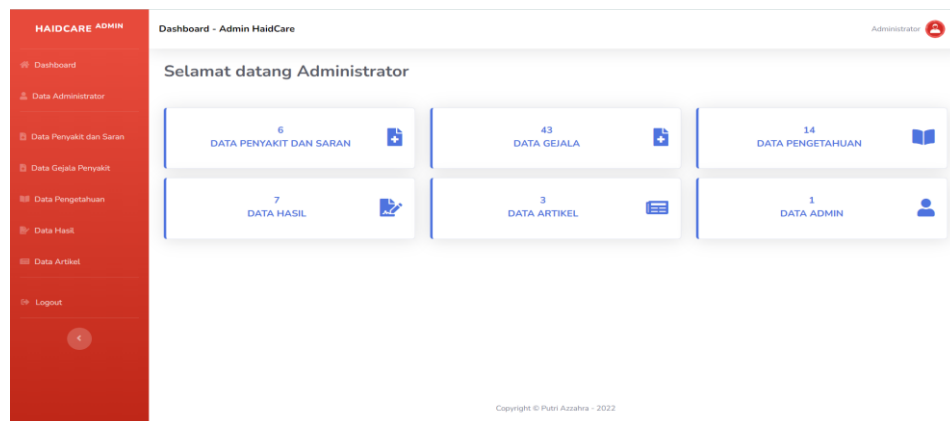 HAIDCARE ADMIN
Dashboard
Data Administrator
Data Penyakit dan Saran
Data Gejala Penyakit
Data Pengetahuan
Data Hasil
Data Artikel
Logout
Dashboard - Admin HaidCare
Administrator
Selamat datang Administrator
6
DATA PENYAKIT DAN SARAN
43
DATA GEJALA
14
DATA PENGETAHUAN
7
DATA HASIL
3
DATA ARTIKEL
1
DATA ADMIN
Copyright © Putri Azzahra - 2022